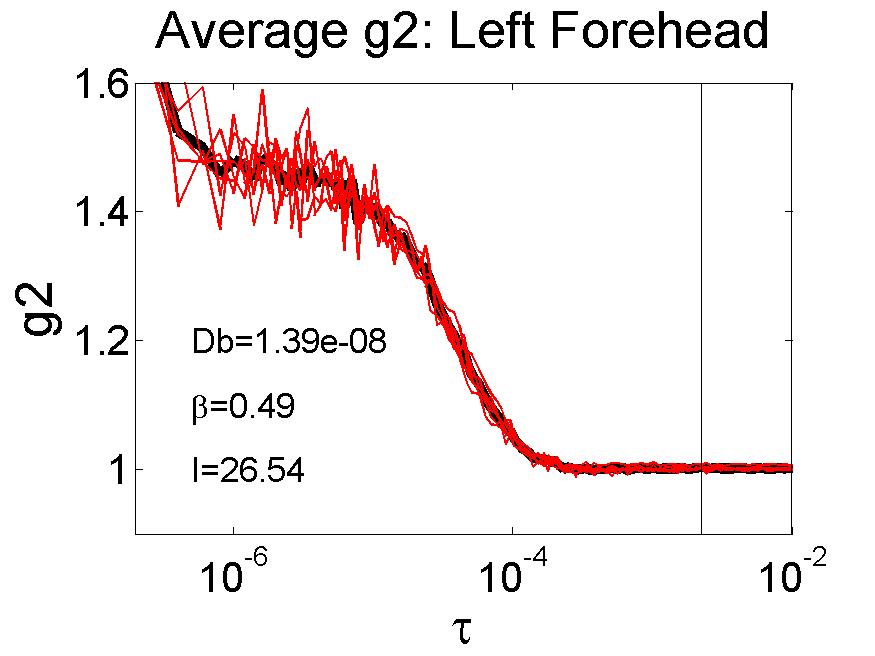 Average g2: Left Forehead
1.6
1.4
1.2
1
g2
Db=1.39e-08
β=0.49
I=26.54
10^-6
10^-4
10^-2
τ